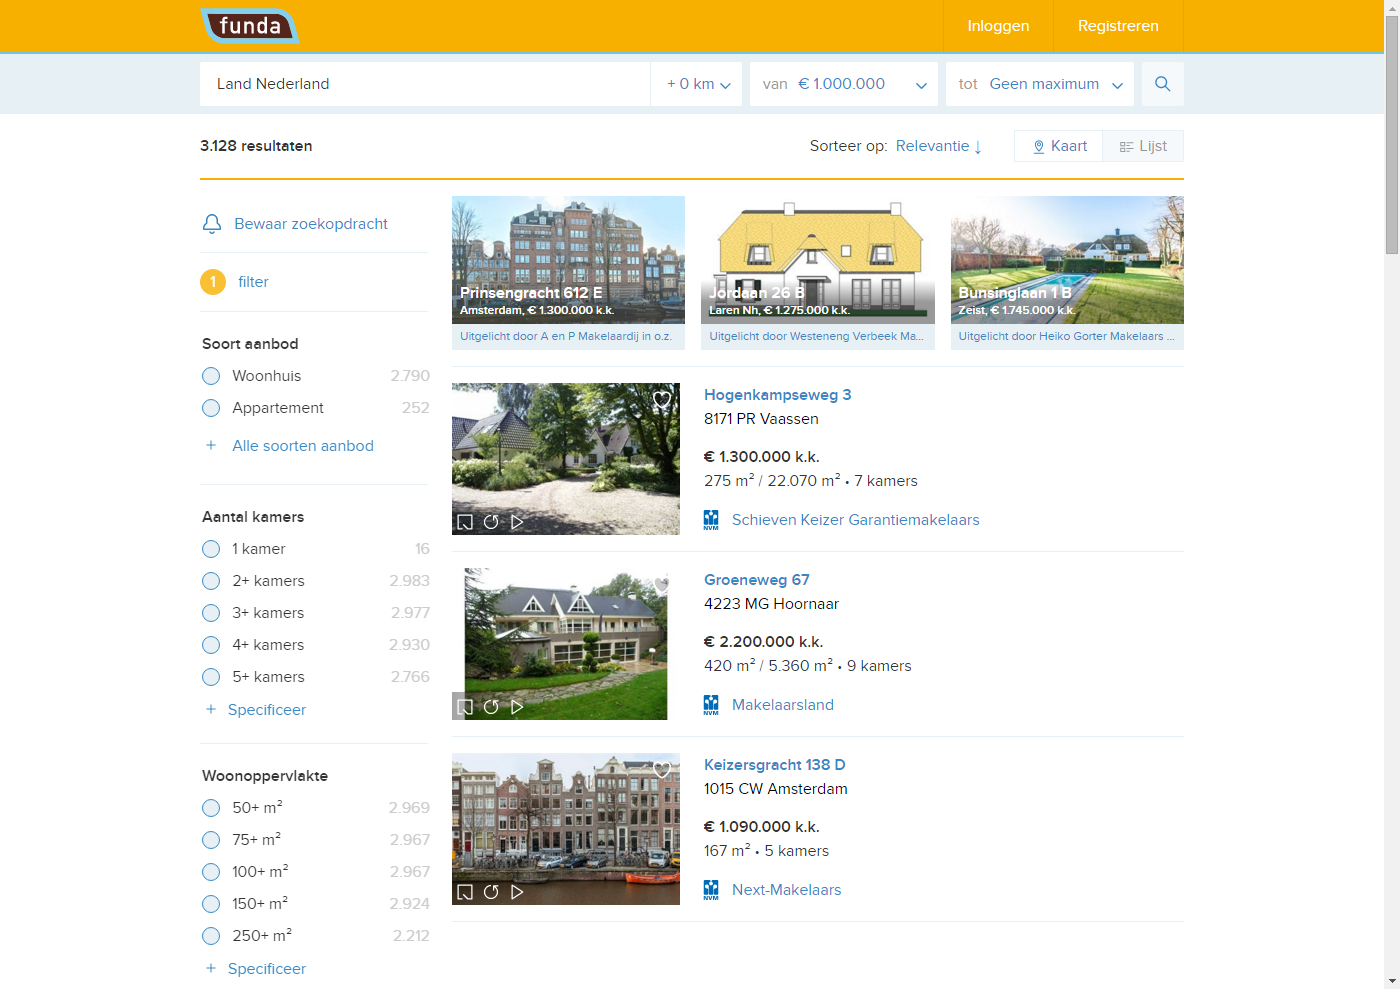 funda
Inloggen
Registreren
Land Nederland
+ 0 km
van € 1.000.000
tot Geen maximum
3.128 resultaten
Sorteer op: Relevantie ↓
Kaart
Lijst
Bewaar zoekopdracht
1 filter
Soort aanbod
Woonhuis 2.790
Appartement 252
+ Alle soorten aanbod
Aantal kamers
1 kamer 16
2+ kamers 2.983
3+ kamers 2.977
4+ kamers 2.930
5+ kamers 2.766
+ Specificeer
Woonoppervlakte
50+ m² 2.969
75+ m² 2.967
100+ m² 2.967
150+ m² 2.924
250+ m² 2.212
+ Specificeer
Prinsengracht 612 E
Amsterdam, € 1.300.000 k.k.
Uitgelicht door A en P Makelaardij in o.z.
Jordaan 26 B
Laren Nh, € 1.275.000 k.k.
Uitgelicht door Westeneng Verbeek Ma...
Bunsinglaan 1 B
Zeist, € 1.745.000 k.k.
Uitgelicht door Heiko Gorter Makelaars ...
Hogenkampseweg 3
8171 PR Vaassen
€ 1.300.000 k.k.
275 m² / 22.070 m² • 7 kamers
NVM Schieven Keizer Garantiemakelaars
Groeneweg 67
4223 MG Hoornaar
€ 2.200.000 k.k.
420 m² / 5.360 m² • 9 kamers
NVM Makelaarsland
Keizersgracht 138 D
1015 CW Amsterdam
€ 1.090.000 k.k.
167 m² • 5 kamers
NVM Next-Makelaars